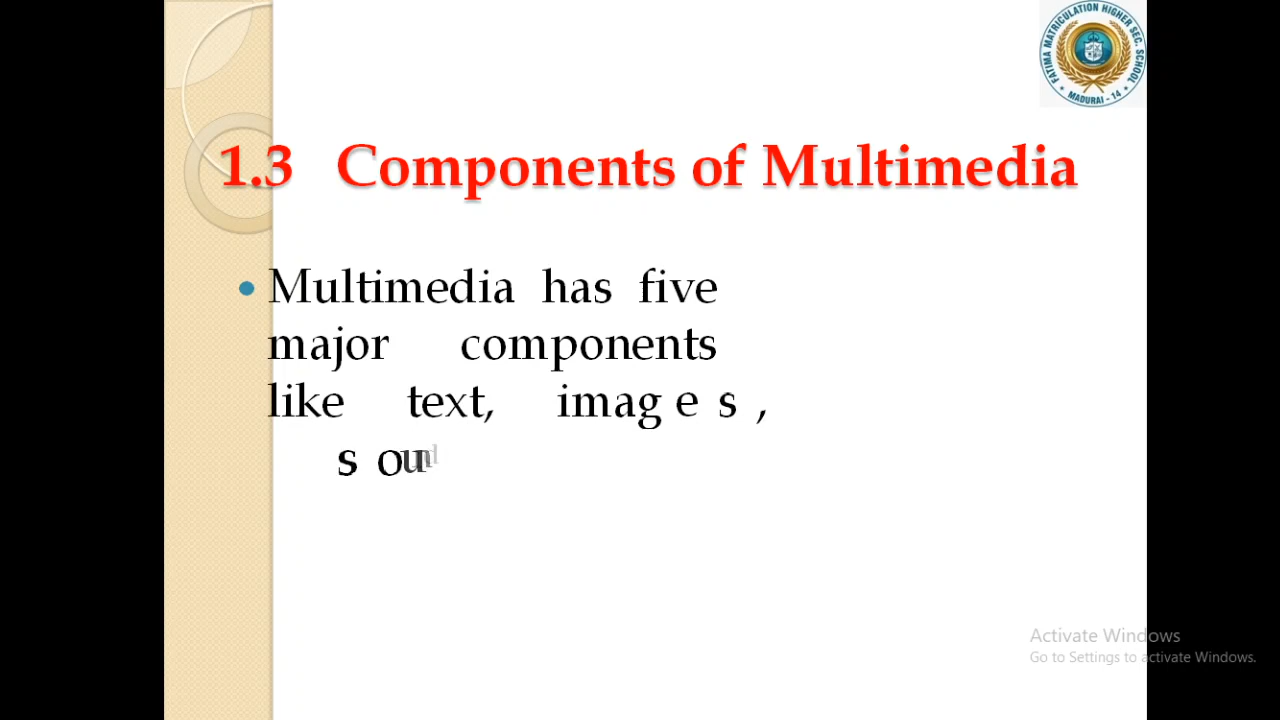 FATIMA MATRICULATION HIGHER SEC. SCHOOL
MADURAI - 14
1.3 Components of Multimedia
• Multimedia has five
major components
like text, images,
sound
Activate Windows
Go to Settings to activate Windows.